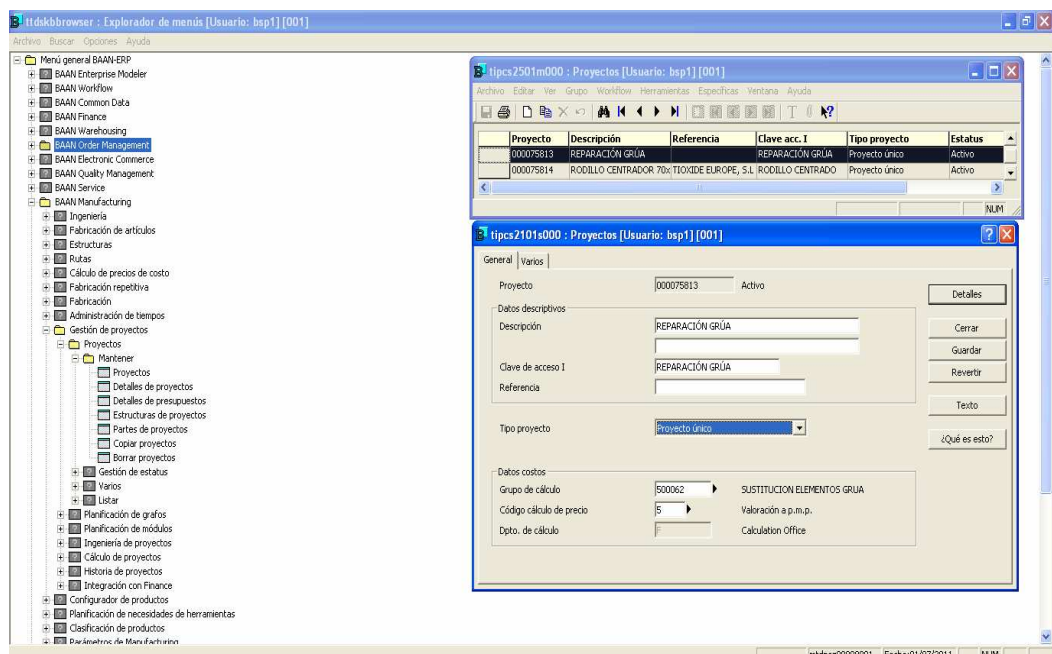 ttdskbbrowser : Explorador de menús [Usuario: bsp1] [001]
Archivo Buscar Opciones Ayuda
Menú general BAAN-ERP
BAAN Enterprise Modeler
BAAN Workflow
BAAN Common Data
BAAN Finance
BAAN Warehousing
BAAN Order Management
BAAN Electronic Commerce
BAAN Quality Management
BAAN Service
BAAN Manufacturing
Ingeniería
Fabricación de artículos
Estructuras
Rutas
Cálculo de precios de costo
Fabricación repetitiva
Fabricación
Administración de tiempos
Gestión de proyectos
Proyectos
Mantener
Proyectos
Detalles de proyectos
Detalles de presupuestos
Estructuras de proyectos
Partes de proyectos
Copiar proyectos
Borrar proyectos
Gestión de estatus
Varios
Listar
Planificación de grafos
Planificación de módulos
Ingeniería de proyectos
Cálculo de proyectos
Historia de proyectos
Integración con Finance
Configurador de productos
Planificación de necesidades de herramientas
Clasificación de productos
Parámetros de Manufacturing
tipcs2501m000 : Proyectos [Usuario: bsp1] [001]
Archivo Editar Ver Grupo Workflow Herramientas Específicas Ventana Ayuda
Proyecto Descripción Referencia Clave acc. I Tipo proyecto Estatus
000075813 REPARACIÓN GRÚA REPARACIÓN GRÚA Proyecto único Activo
000075814 RODILLO CENTRADOR 70x TIOXIDE EUROPE, S.L RODILLO CENTRADO Proyecto único Activo
NUM
tipcs2101s000 : Proyectos [Usuario: bsp1] [001]
General Varios
Proyecto 000075813 Activo
Detalles
Datos descriptivos
Descripción REPARACIÓN GRÚA
Cerrar
Guardar
Clave de acceso I REPARACIÓN GRÚA
Revertir
Referencia
Texto
Tipo proyecto Proyecto único
¿Qué es esto?
Datos costos
Grupo de cálculo 500062 SUSTITUCION ELEMENTOS GRUA
Código cálculo de precio 5 Valoración a p.m.p.
Dpto. de cálculo F Calculation Office
Fecha:01/07/2011 NUM